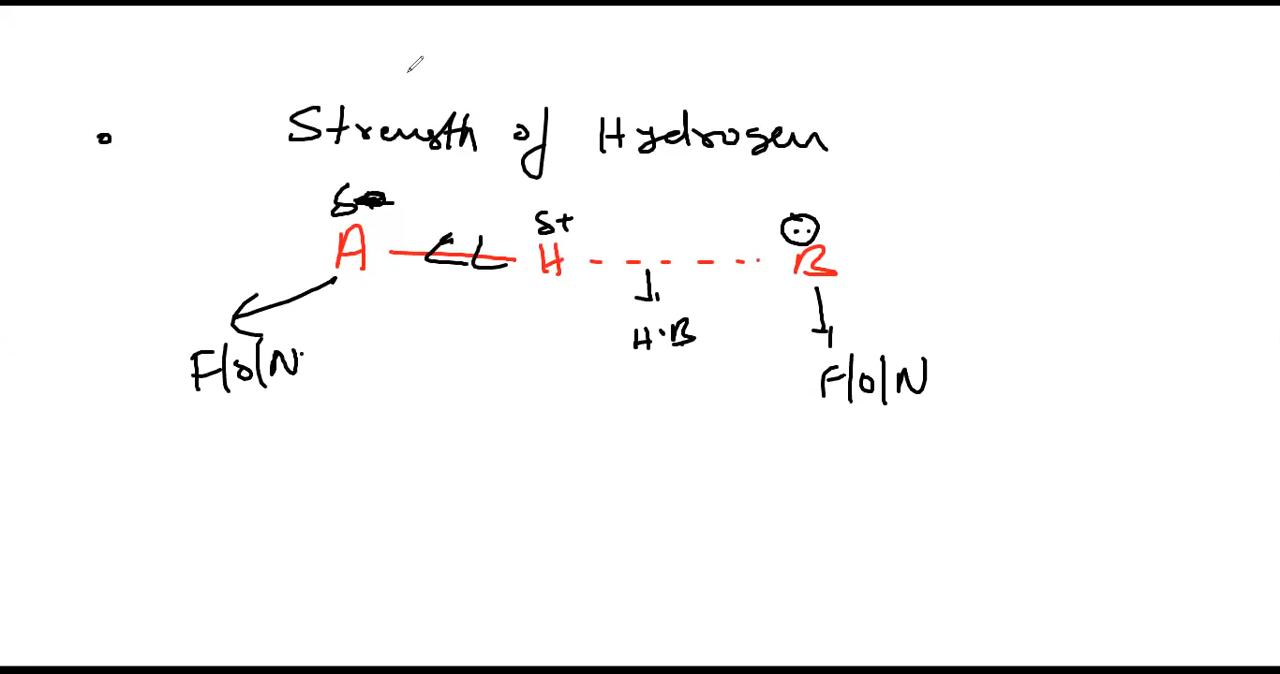 Strength of Hydrogen
δ- δ+ ..
A H B
H.B
F/O/N F/O/N